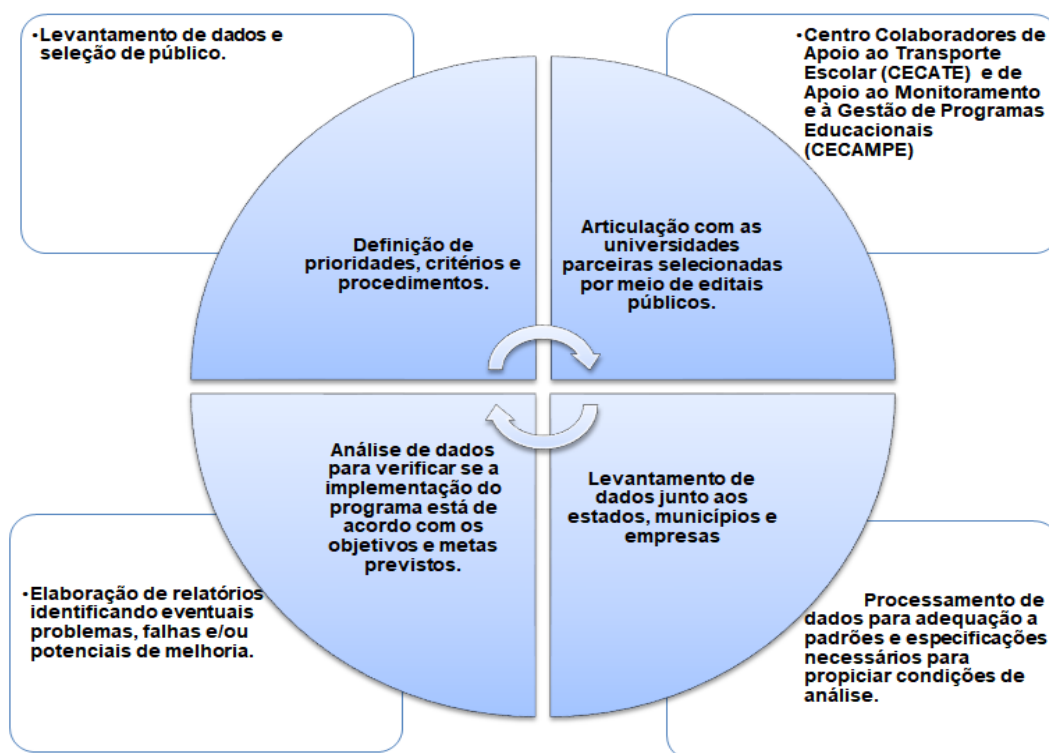 •Levantamento de dados e
seleção de público.
•Centro Colaboradores de
Apoio ao Transporte
Escolar (CECATE) e de
Apoio ao Monitoramento
e à Gestão de Programas
Educacionais
(CECAMPE)
Definição de
prioridades, critérios e
procedimentos.
Articulação com as
universidades
parceiras selecionadas
por meio de editais
públicos.
Análise de dados
para verificar se a
implementação do
programa está de
acordo com os
objetivos e metas
previstos.
Levantamento de
dados junto aos
estados, municípios e
empresas
•Elaboração de relatórios
identificando eventuais
problemas, falhas e/ou
potenciais de melhoria.
Processamento de
dados para adequação a
padrões e especificações
necessários para
propiciar condições de
análise.